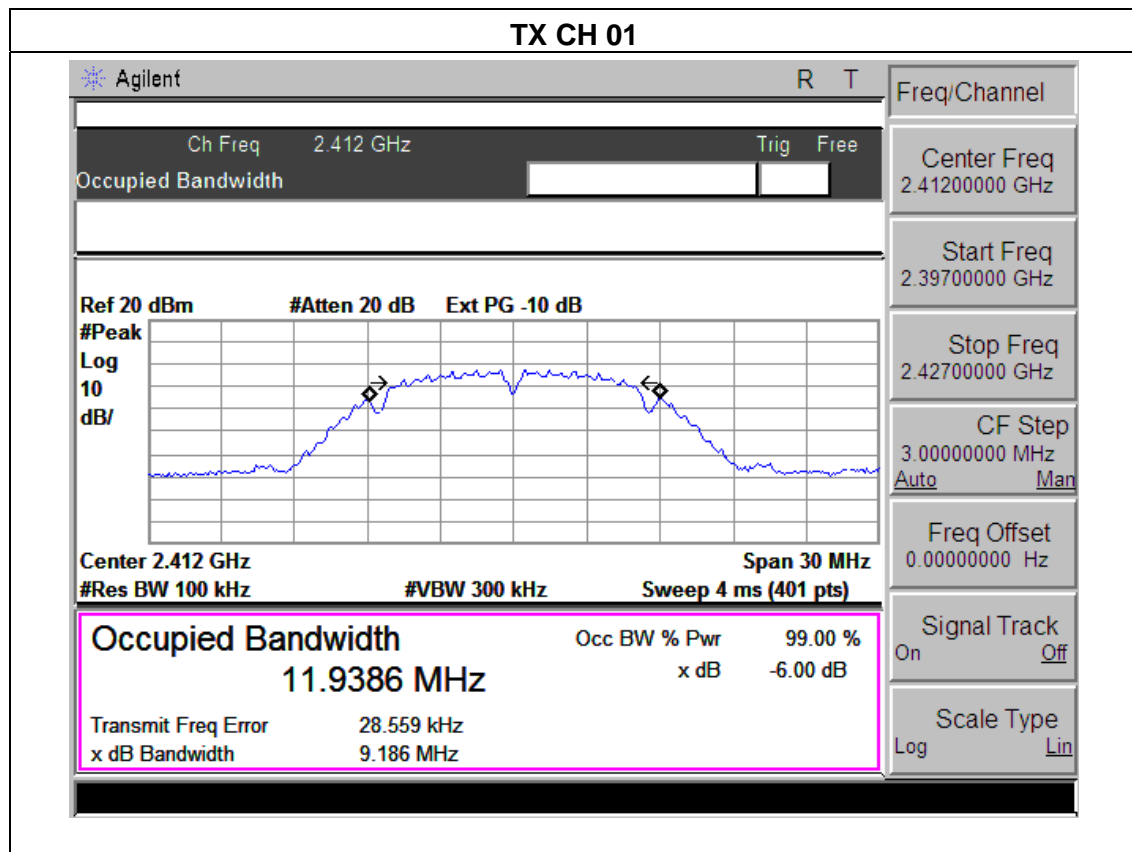 TX CH 01
Agilent R T
Ch Freq 2.412 GHz Trig Free
Occupied Bandwidth
Ref 20 dBm #Atten 20 dB Ext PG -10 dB
#Peak
Log
10
dB/
Center 2.412 GHz Span 30 MHz
#Res BW 100 kHz #VBW 300 kHz Sweep 4 ms (401 pts)
Occupied Bandwidth Occ BW % Pwr 99.00 %
11.9386 MHz x dB -6.00 dB
Transmit Freq Error 28.559 kHz
x dB Bandwidth 9.186 MHz
Freq/Channel
Center Freq
2.41200000 GHz
Start Freq
2.39700000 GHz
Stop Freq
2.42700000 GHz
CF Step
3.00000000 MHz
Auto Man
Freq Offset
0.00000000 Hz
Signal Track
On Off
Scale Type
Log Lin